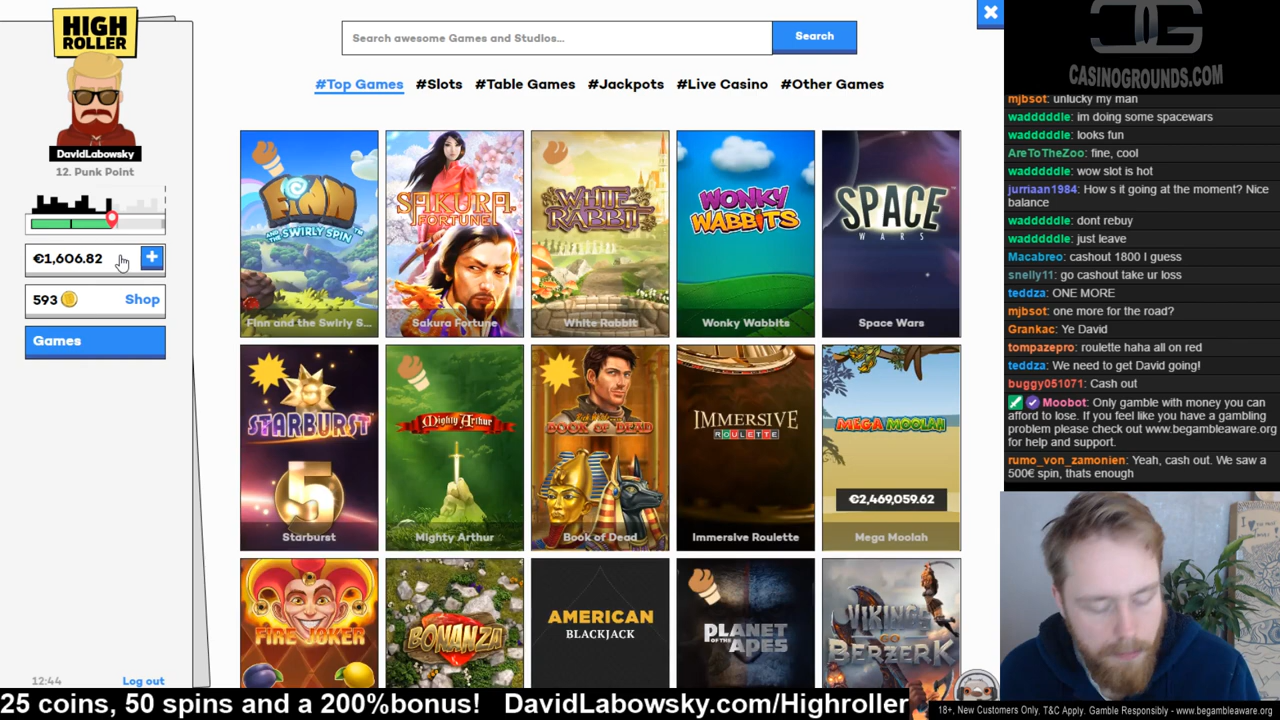 HIGH
ROLLER
DavidLabowsky
12. Punk Point
€1,606.82
593
Shop
Games
12:44
Log out
Search awesome Games and Studios...
Search
#Top Games
#Slots
#Table Games
#Jackpots
#Live Casino
#Other Games
FINN
AND THE SWIRLY SPIN™
Finn and the Swirly S...
SAKURA
FORTUNE
Sakura Fortune
WHITE
RABBIT
White Rabbit
WONKY
WABBITS
Wonky Wabbits
SPACE
WARS
Space Wars
STARBURST
5
Starburst
Mighty Arthur
Mighty Arthur
BOOK OF DEAD
Book of Dead
IMMERSIVE
ROULETTE
Immersive Roulette
MEGA MOOLAH
€2,469,059.62
Mega Moolah
FIRE JOKER
BONANZA
AMERICAN
BLACKJACK
PLANET
OF THE
APES
VIKINGS
GO
BERZERK
CASINOGROUNDS.COM
mjbsot: unlucky my man
wadddddle: im doing some spacewars
wadddddle: looks fun
AreToTheZoo: fine, cool
wadddddle: wow slot is hot
jurriaan1984: How s it going at the moment? Nice
balance
wadddddle: dont rebuy
wadddddle: just leave
Macabreo: cashout 1800 I guess
snelly11: go cashout take ur loss
teddza: ONE MORE
mjbsot: one more for the road?
Grankac: Ye David
tompazepro: roulette haha all on red
teddza: We need to get David going!
buggy051071: Cash out
Moobot: Only gamble with money you can
afford to lose. If you feel like you have a gambling
problem please check out www.begambleaware.org
for help and support.
rumo_von_zamonien: Yeah, cash out. We saw a
500€ spin, thats enough
25 coins, 50 spins and a 200%bonus! DavidLabowsky.com/Highroller
18+, New Customers Only. T&C Apply. Gamble Responsibly - www.begambleaware.org